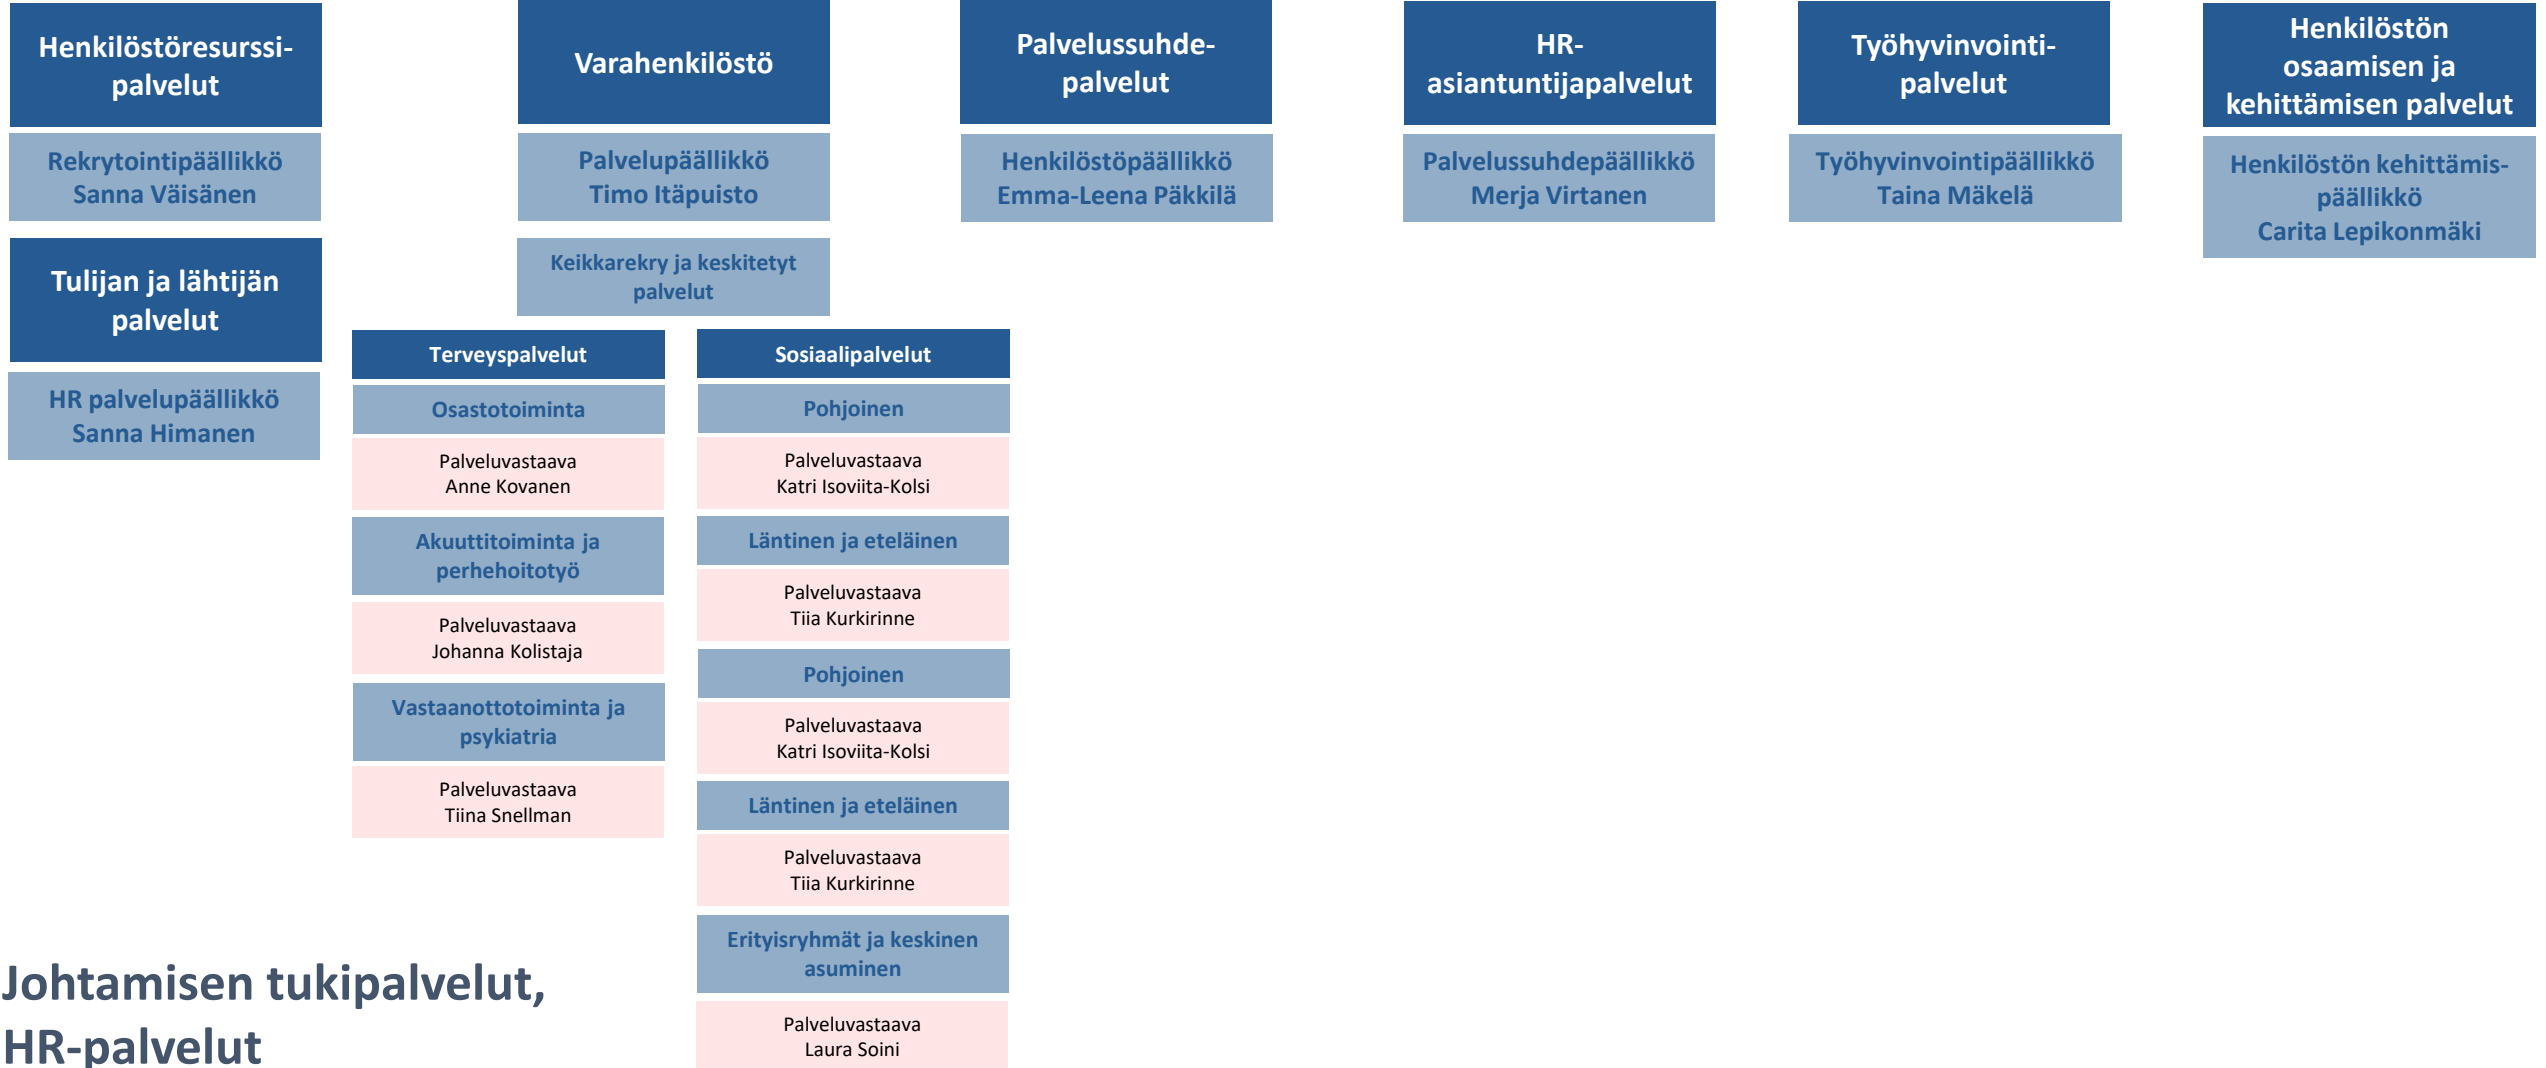 Henkilöstöresurssi-
palvelut
Rekrytointipäällikkö
Sanna Väisänen
Tulijan ja lähtijän
palvelut
HR palvelupäällikkö
Sanna Himanen
Varahenkilöstö
Palvelupäällikkö
Timo Itäpuisto
Keikkarekry ja keskitetyt
palvelut
Terveyspalvelut
Osastotoiminta
Palveluvastaava
Anne Kovanen
Akuuttitoiminta ja
perhehoitotyö
Palveluvastaava
Johanna Kolistaja
Vastaanottotoiminta ja
psykiatria
Palveluvastaava
Tiina Snellman
Sosiaalipalvelut
Pohjoinen
Palveluvastaava
Katri Isoviita-Kolsi
Läntinen ja eteläinen
Palveluvastaava
Tiia Kurkirinne
Pohjoinen
Palveluvastaava
Katri Isoviita-Kolsi
Läntinen ja eteläinen
Palveluvastaava
Tiia Kurkirinne
Erityisryhmät ja keskinen
asuminen
Palveluvastaava
Laura Soini
Palvelussuhde-
palvelut
Henkilöstöpäällikkö
Emma-Leena Päkkilä
HR-
asiantuntijapalvelut
Palvelussuhdepäällikkö
Merja Virtanen
Työhyvinvointi-
palvelut
Työhyvinvointipäällikkö
Taina Mäkelä
Henkilöstön
osaamisen ja
kehittämisen palvelut
Henkilöstön kehittämis-
päällikkö
Carita Lepikonmäki
Johtamisen tukipalvelut,
HR-palvelut